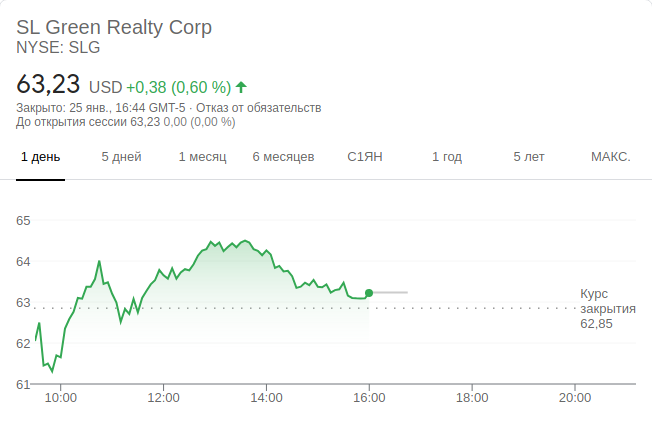 SL Green Realty Corp
NYSE: SLG
63,23 USD +0,38 (0,60 %)
Закрыто: 25 янв., 16:44 GMT-5 · Отказ от обязательств
До открытия сессии 63,23 0,00 (0,00 %)
1 день 5 дней 1 месяц 6 месяцев С1ЯН 1 год 5 лет МАКС.
65
64
63
62
61
Курс
закрытия
62,85
10:00 12:00 14:00 16:00 18:00 20:00